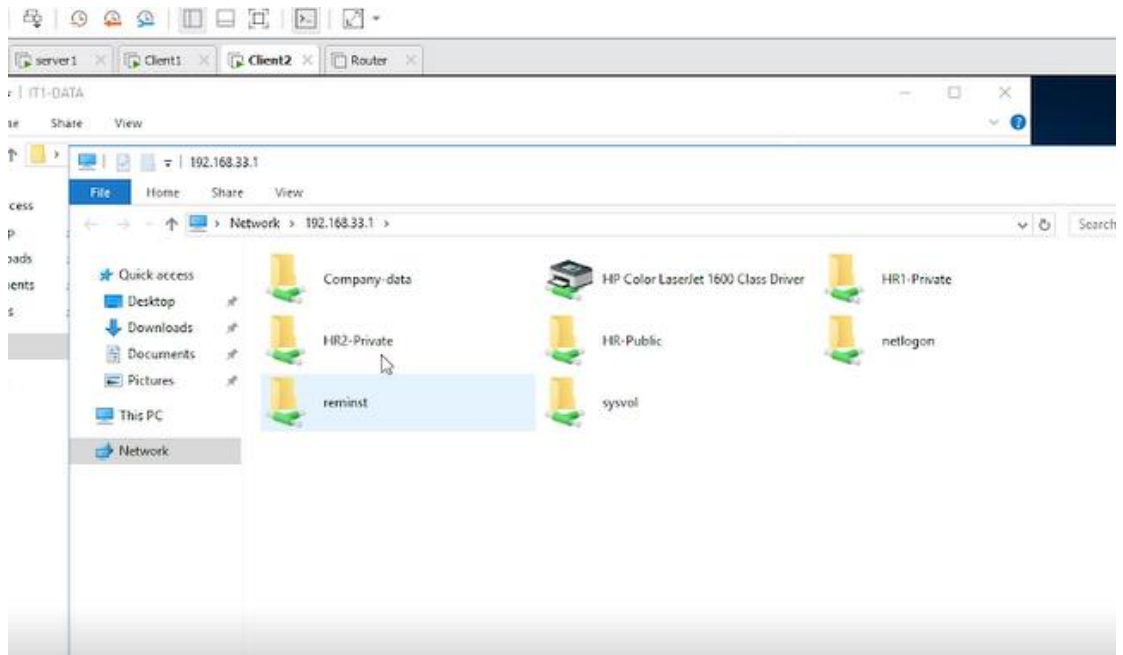 server1 Client1 Client2 Router
IT1-DATA
Share View
192.168.33.1
File Home Share View
Network > 192.168.33.1 >
Search
cess
Quick access
Desktop
Downloads
Documents
Pictures
This PC
Network
Company-data HP Color LaserJet 1600 Class Driver HR1-Private
HR2-Private HR-Public netlogon
reminst sysvol